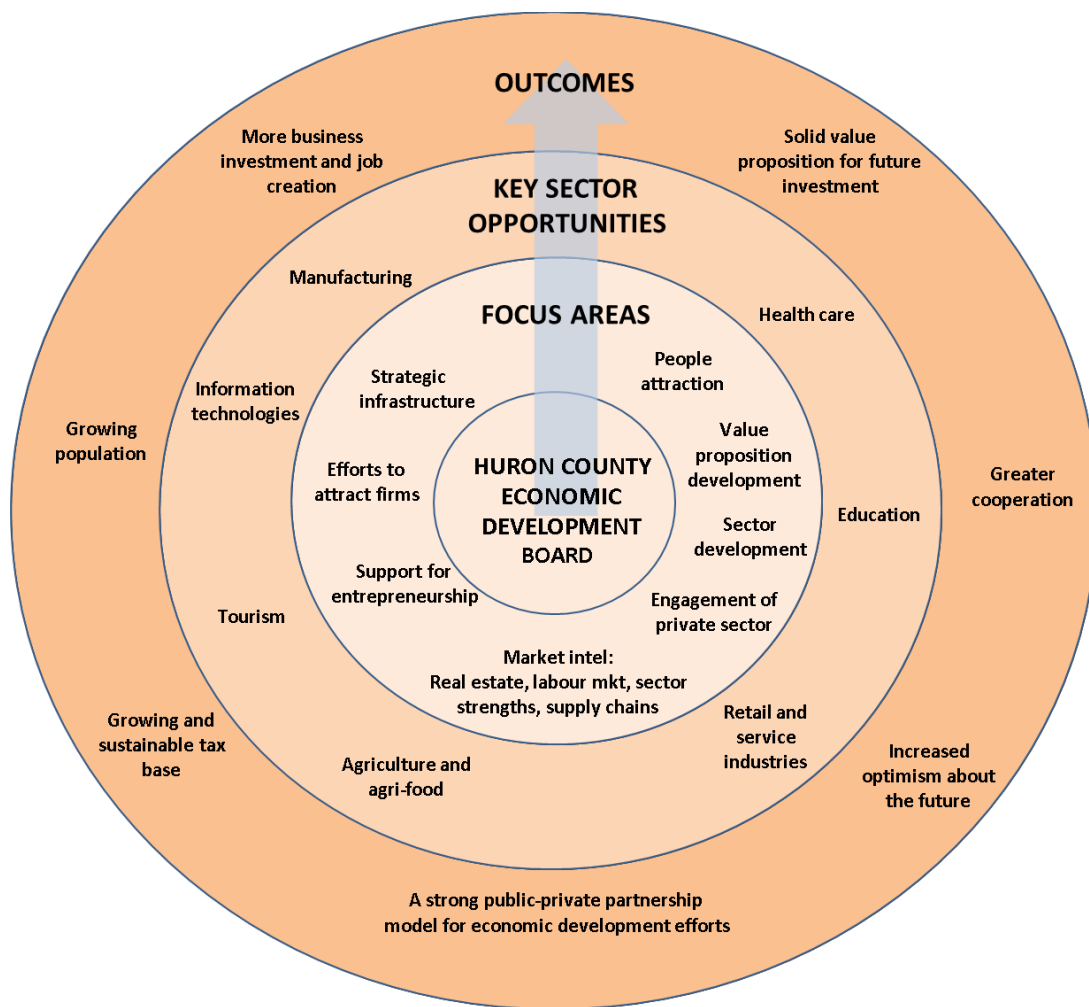 OUTCOMES
More business
investment and job
creation
Solid value
proposition for future
investment
KEY SECTOR
OPPORTUNITIES
Manufacturing
Health care
FOCUS AREAS
People
attraction
Strategic
infrastructure
Information
technologies
Growing
population
Value
proposition
development
Efforts to
attract firms
HURON COUNTY
ECONOMIC
DEVELOPMENT
BOARD
Greater
cooperation
Education
Sector
development
Support for
entrepreneurship
Engagement of
private sector
Tourism
Market intel:
Real estate, labour mkt, sector
strengths, supply chains
Retail and
service
industries
Growing and
sustainable tax
base
Agriculture and
agri-food
Increased
optimism about
the future
A strong public-private partnership
model for economic development efforts